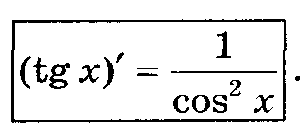 (tg x)′ = 1 / cos² x .